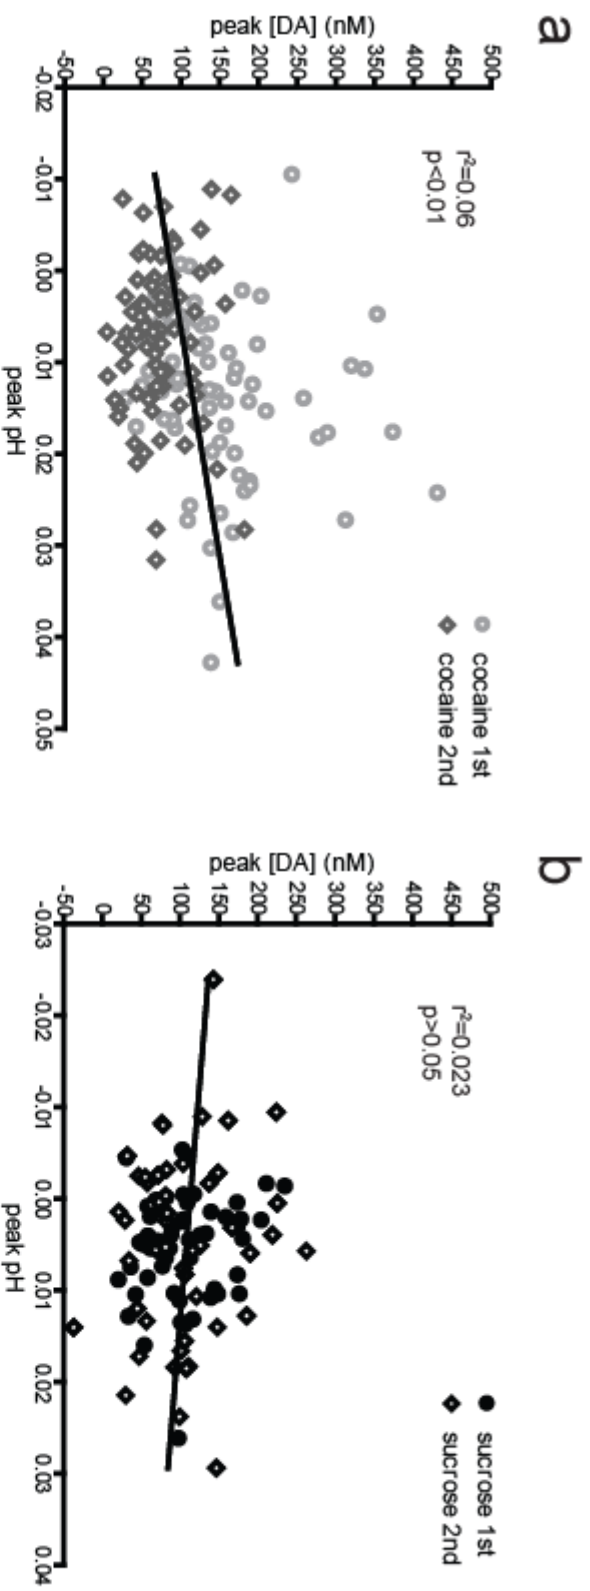 a
r²=0.06
p<0.01
cocaine 1st
cocaine 2nd
peak [DA] (nM)
500
450
400
350
300
250
200
150
100
50
0
-50
-0.02
-0.01
0.00
0.01
0.02
0.03
0.04
0.05
peak pH
b
r²=0.023
p>0.05
sucrose 1st
sucrose 2nd
peak [DA] (nM)
500
450
400
350
300
250
200
150
100
50
0
-50
-0.03
-0.02
-0.01
0.00
0.01
0.02
0.03
0.04
peak pH